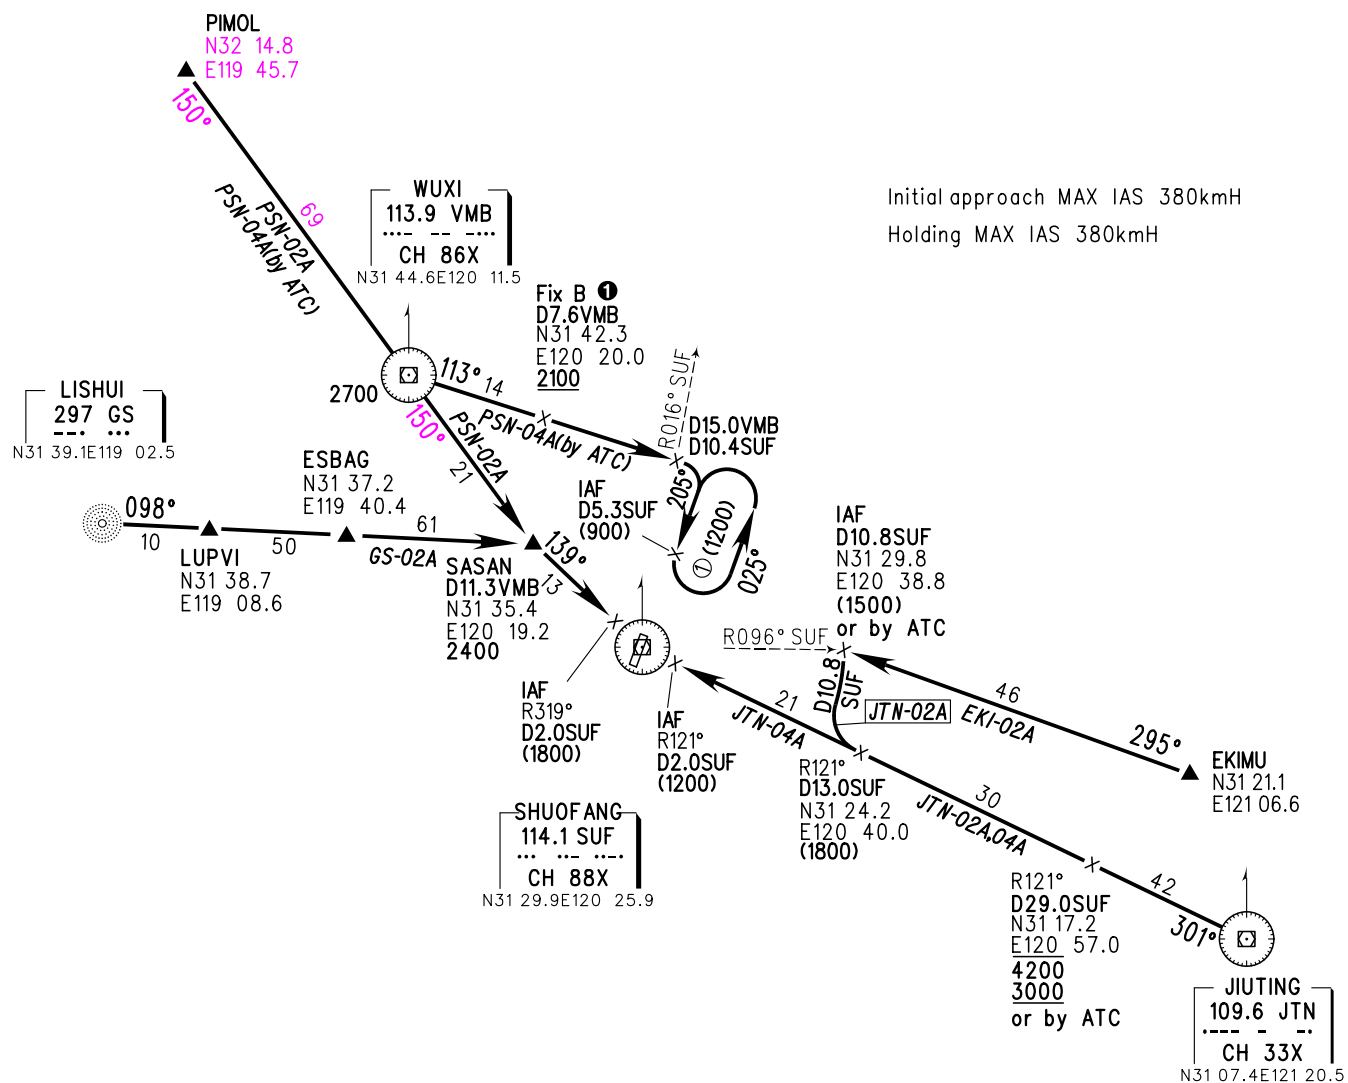 PIMOL
N32 14.8
E119 45.7
150°
69
PSN-02A
PSN-04A(by ATC)
WUXI
113.9 VMB
CH 86X
N31 44.6E120 11.5
Initial approach MAX IAS 380kmH
Holding MAX IAS 380kmH
Fix B ❶
D7.6VMB
N31 42.3
E120 20.0
2100
2700
113°
14
PSN-04A(by ATC)
R016° SUF
D15.0VMB
D10.4SUF
150°
PSN-02A
21
LISHUI
297 GS
N31 39.1E119 02.5
098°
10
LUPVI
N31 38.7
E119 08.6
50
ESBAG
N31 37.2
E119 40.4
61
GS-02A
SASAN
D11.3VMB
N31 35.4
E120 19.2
2400
139°
13
IAF
D5.3SUF
(900)
205°
① (1200)
025°
IAF
D10.8SUF
N31 29.8
E120 38.8
(1500)
or by ATC
R096° SUF
D10.8
SUF
JTN-02A
46
EKI-02A
295°
EKIMU
N31 21.1
E121 06.6
IAF
R319°
D2.0SUF
(1800)
IAF
R121°
D2.0SUF
(1200)
21
JTN-04A
R121°
D13.0SUF
N31 24.2
E120 40.0
(1800)
SHUOFANG
114.1 SUF
CH 88X
N31 29.9E120 25.9
30
JTN-02A,04A
R121°
D29.0SUF
N31 17.2
E120 57.0
4200
3000
or by ATC
42
301°
JIUTING
109.6 JTN
CH 33X
N31 07.4E121 20.5